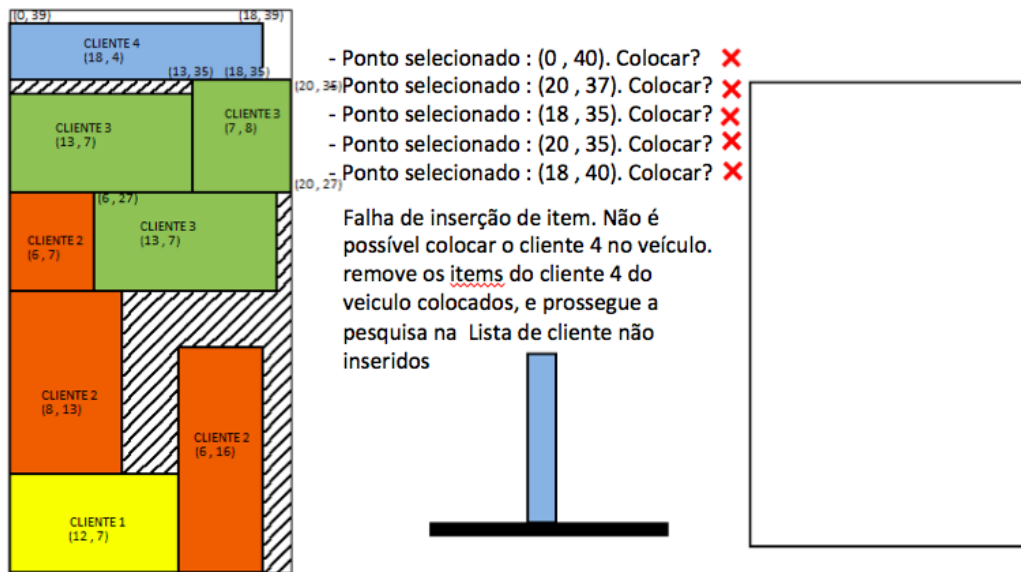 (0, 39)
(18, 39)
CLIENTE 4
(18 , 4)
(13, 35)
(18, 35)
(20, 35)
CLIENTE 3
(13 , 7)
CLIENTE 3
(7 , 8)
(20, 27)
(6 , 27)
CLIENTE 2
(6 , 7)
CLIENTE 3
(13 , 7)
CLIENTE 2
(8 , 13)
CLIENTE 2
(6 , 16)
CLIENTE 1
(12 , 7)
- Ponto selecionado : (0 , 40). Colocar?
- Ponto selecionado : (20 , 37). Colocar?
- Ponto selecionado : (18 , 35). Colocar?
- Ponto selecionado : (20 , 35). Colocar?
- Ponto selecionado : (18 , 40). Colocar?
Falha de inserção de item. Não é
possível colocar o cliente 4 no veículo.
remove os items do cliente 4 do
veiculo colocados, e prossegue a
pesquisa na Lista de cliente não
inseridos